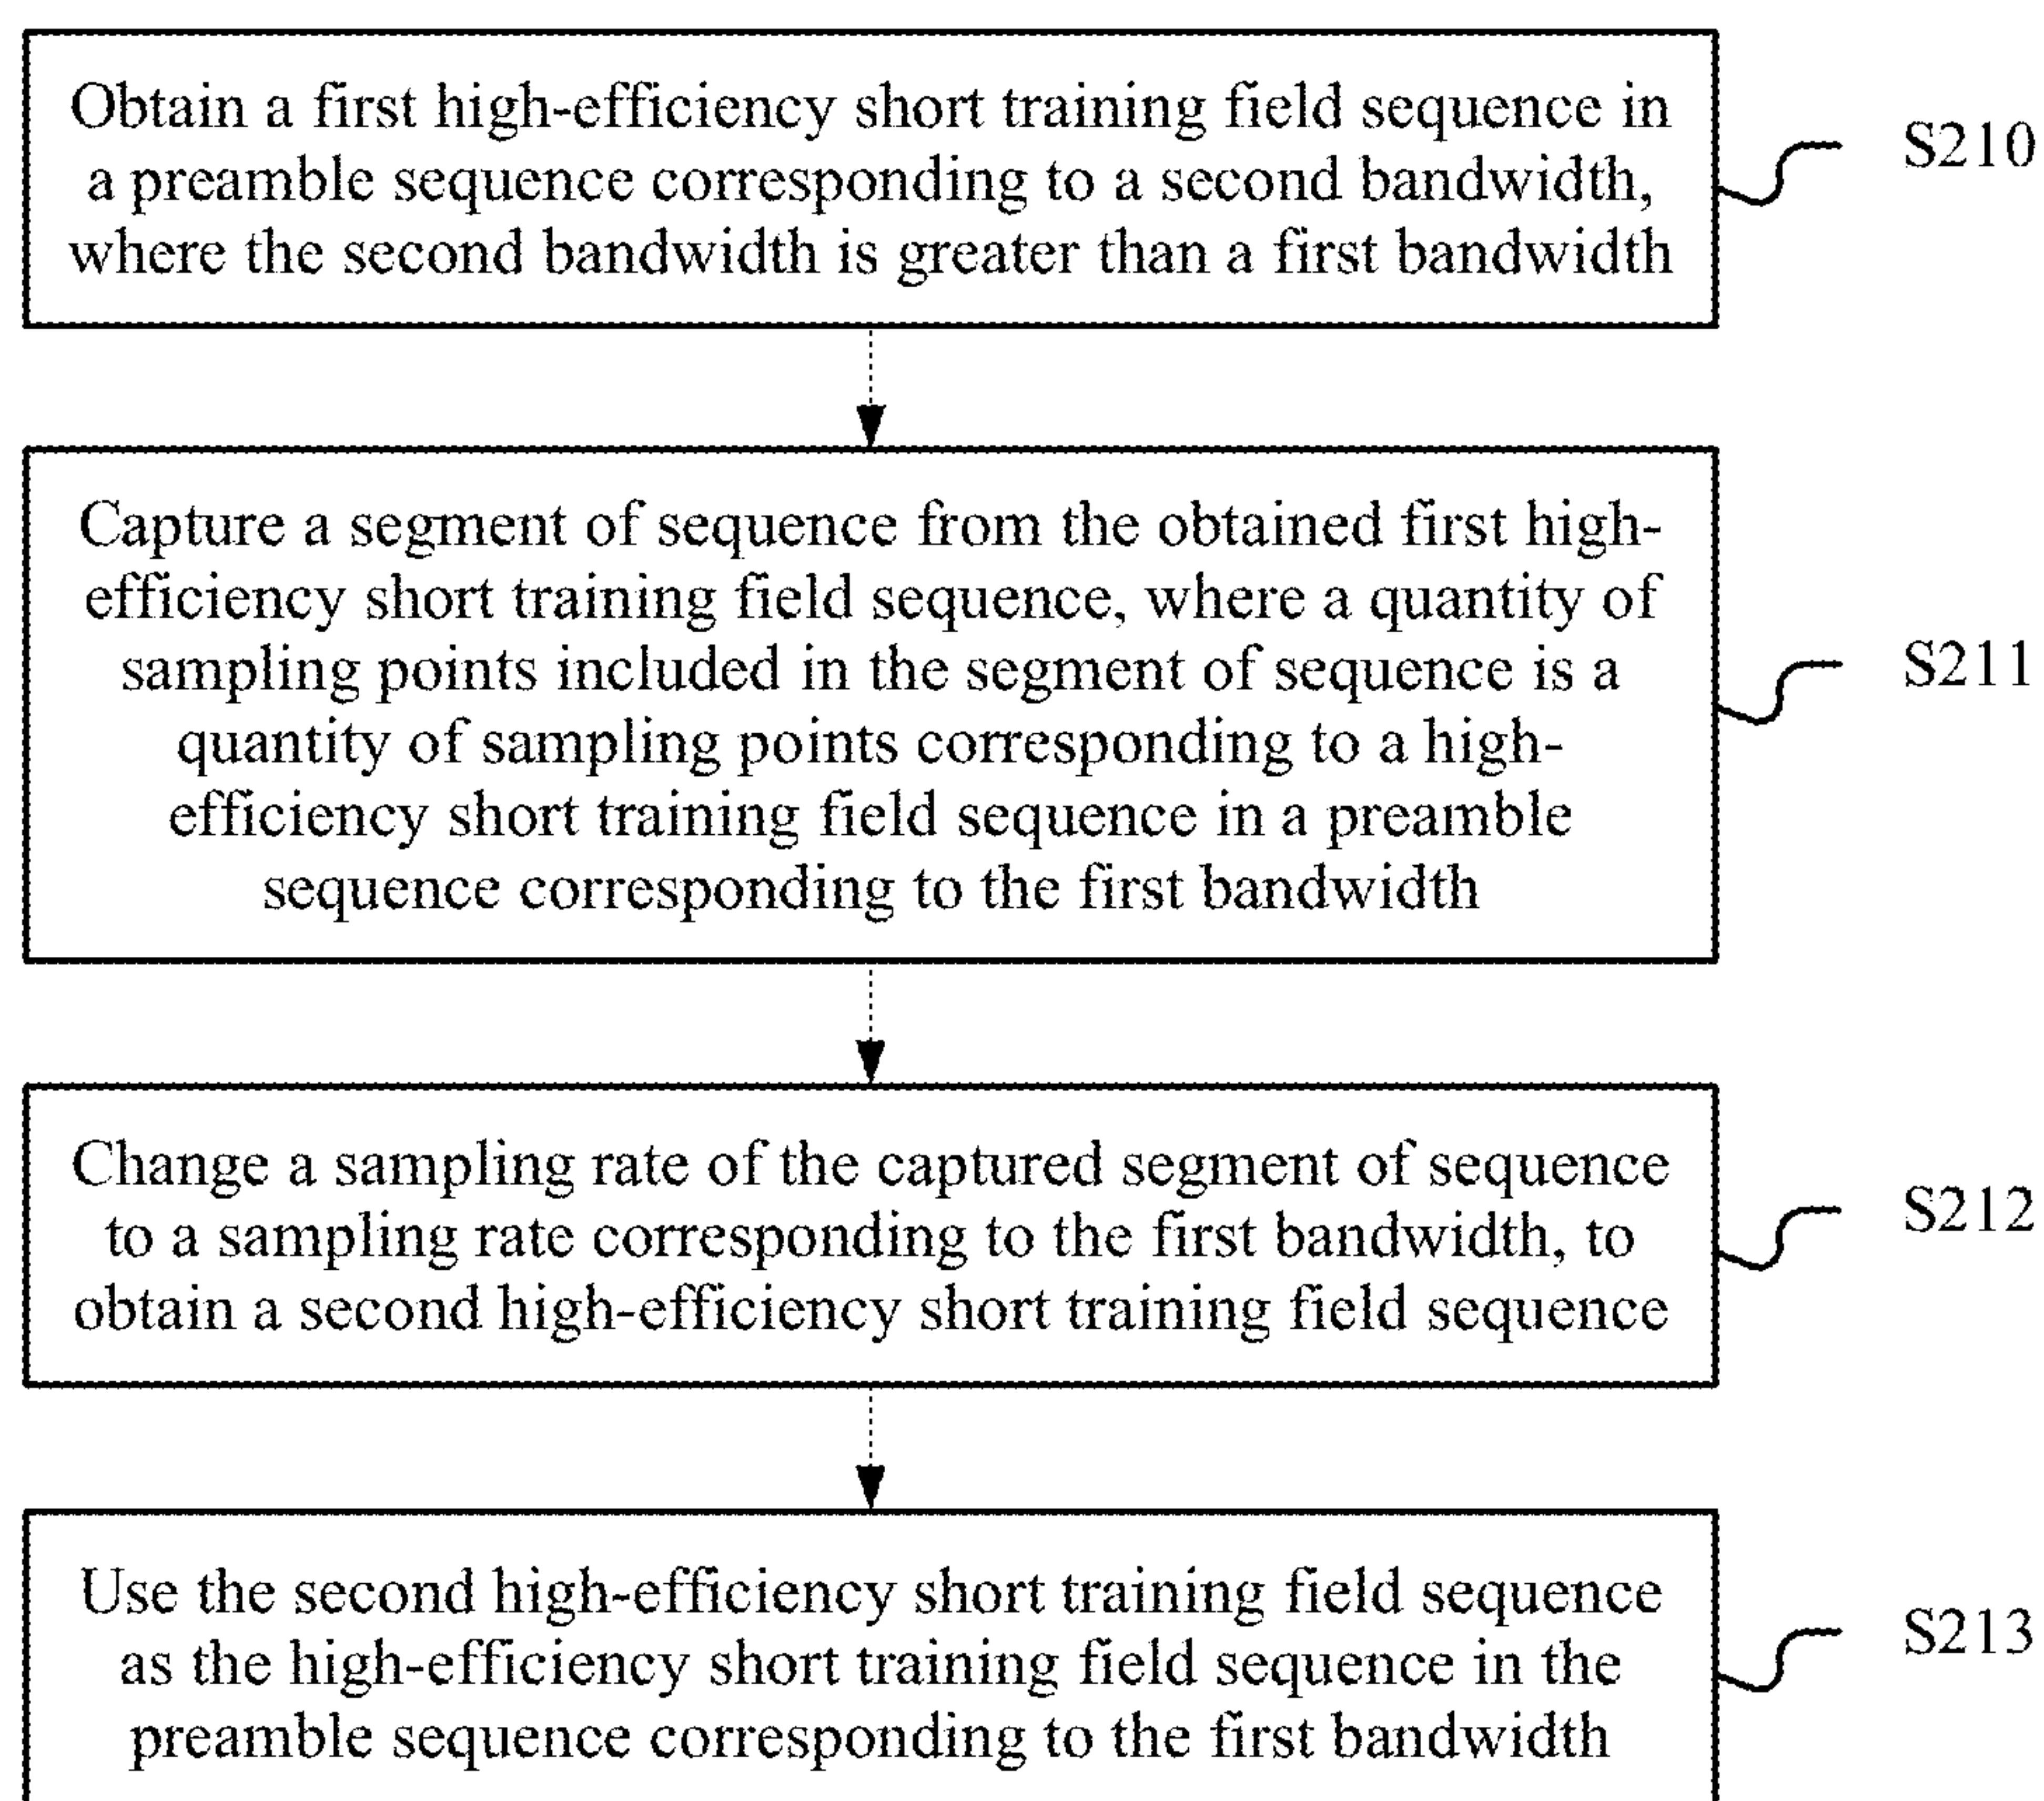 Obtain a first high-efficiency short training field sequence in
a preamble sequence corresponding to a second bandwidth,
where the second bandwidth is greater than a first bandwidth
S210
Capture a segment of sequence from the obtained first high-
efficiency short training field sequence, where a quantity of
sampling points included in the segment of sequence is a
quantity of sampling points corresponding to a high-
efficiency short training field sequence in a preamble
sequence corresponding to the first bandwidth
S211
Change a sampling rate of the captured segment of sequence
to a sampling rate corresponding to the first bandwidth, to
obtain a second high-efficiency short training field sequence
S212
Use the second high-efficiency short training field sequence
as the high-efficiency short training field sequence in the
preamble sequence corresponding to the first bandwidth
S213